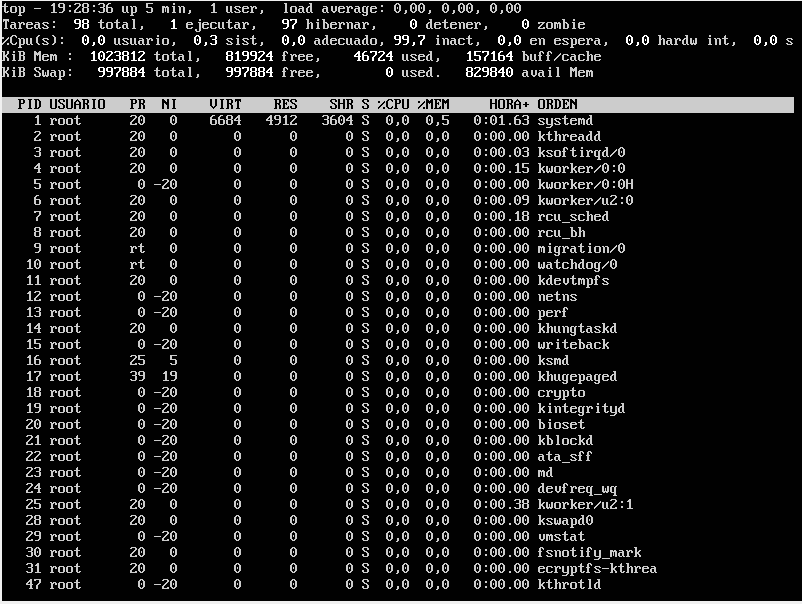 top - 19:28:36 up 5 min,  1 user,  load average: 0,00, 0,00, 0,00
Tareas:  98 total,   1 ejecutar,  97 hibernar,   0 detener,   0 zombie
%Cpu(s):  0,0 usuario,  0,3 sist,  0,0 adecuado, 99,7 inact,  0,0 en espera,  0,0 hardw int,  0,0 s
KiB Mem :  1023812 total,   819924 free,    46724 used,   157164 buff/cache
KiB Swap:   997884 total,   997884 free,        0 used.   829840 avail Mem
PID USUARIO   PR  NI    VIRT    RES    SHR S %CPU %MEM     HORA+ ORDEN
1 root      20   0    6684   4912   3604 S  0,0  0,5   0:01.63 systemd
2 root      20   0       0      0      0 S  0,0  0,0   0:00.00 kthreadd
3 root      20   0       0      0      0 S  0,0  0,0   0:00.03 ksoftirqd/0
4 root      20   0       0      0      0 S  0,0  0,0   0:00.15 kworker/0:0
5 root       0 -20       0      0      0 S  0,0  0,0   0:00.00 kworker/0:0H
6 root      20   0       0      0      0 S  0,0  0,0   0:00.09 kworker/u2:0
7 root      20   0       0      0      0 S  0,0  0,0   0:00.18 rcu_sched
8 root      20   0       0      0      0 S  0,0  0,0   0:00.00 rcu_bh
9 root      rt   0       0      0      0 S  0,0  0,0   0:00.00 migration/0
10 root      rt   0       0      0      0 S  0,0  0,0   0:00.00 watchdog/0
11 root      20   0       0      0      0 S  0,0  0,0   0:00.00 kdevtmpfs
12 root       0 -20       0      0      0 S  0,0  0,0   0:00.00 netns
13 root       0 -20       0      0      0 S  0,0  0,0   0:00.00 perf
14 root      20   0       0      0      0 S  0,0  0,0   0:00.00 khungtaskd
15 root       0 -20       0      0      0 S  0,0  0,0   0:00.00 writeback
16 root      25   5       0      0      0 S  0,0  0,0   0:00.00 ksmd
17 root      39  19       0      0      0 S  0,0  0,0   0:00.00 khugepaged
18 root       0 -20       0      0      0 S  0,0  0,0   0:00.00 crypto
19 root       0 -20       0      0      0 S  0,0  0,0   0:00.00 kintegrityd
20 root       0 -20       0      0      0 S  0,0  0,0   0:00.00 bioset
21 root       0 -20       0      0      0 S  0,0  0,0   0:00.00 kblockd
22 root       0 -20       0      0      0 S  0,0  0,0   0:00.00 ata_sff
23 root       0 -20       0      0      0 S  0,0  0,0   0:00.00 md
24 root       0 -20       0      0      0 S  0,0  0,0   0:00.00 devfreq_wq
25 root      20   0       0      0      0 S  0,0  0,0   0:00.38 kworker/u2:1
28 root      20   0       0      0      0 S  0,0  0,0   0:00.00 kswapd0
29 root       0 -20       0      0      0 S  0,0  0,0   0:00.00 vmstat
30 root      20   0       0      0      0 S  0,0  0,0   0:00.00 fsnotify_mark
31 root      20   0       0      0      0 S  0,0  0,0   0:00.00 ecryptfs-kthrea
47 root       0 -20       0      0      0 S  0,0  0,0   0:00.00 kthrotld